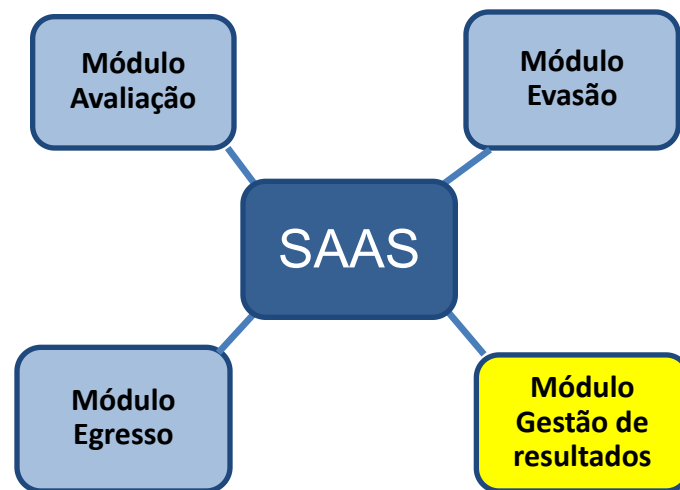 Módulo
Avaliação
Módulo
Evasão
SAAS
Módulo
Egresso
Módulo
Gestão de
resultados